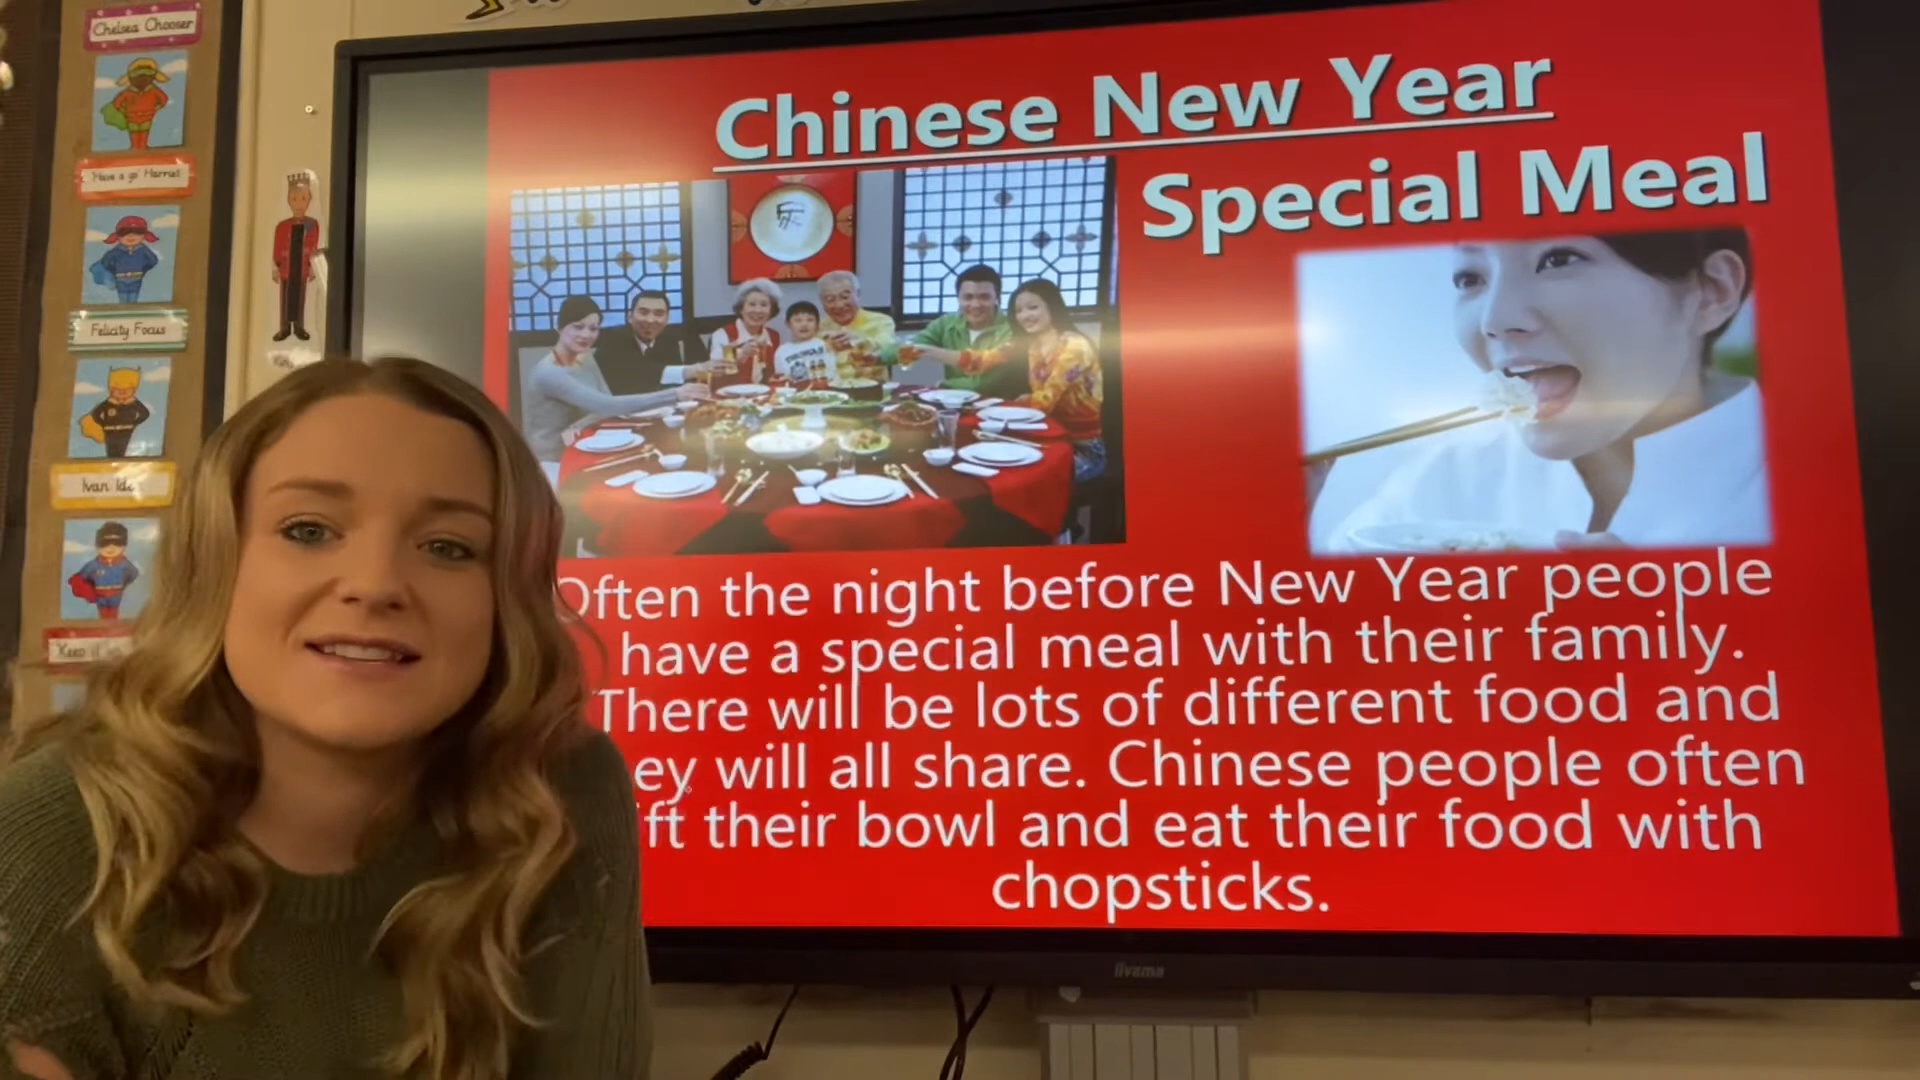 Chelsea Chooser
'Have a go' Harriet
Felicity Focus
Ivan
Chinese New Year
Special Meal
Often the night before New Year people
have a special meal with their family.
There will be lots of different food and
ey will all share. Chinese people often
ift their bowl and eat their food with
chopsticks.
iiyama